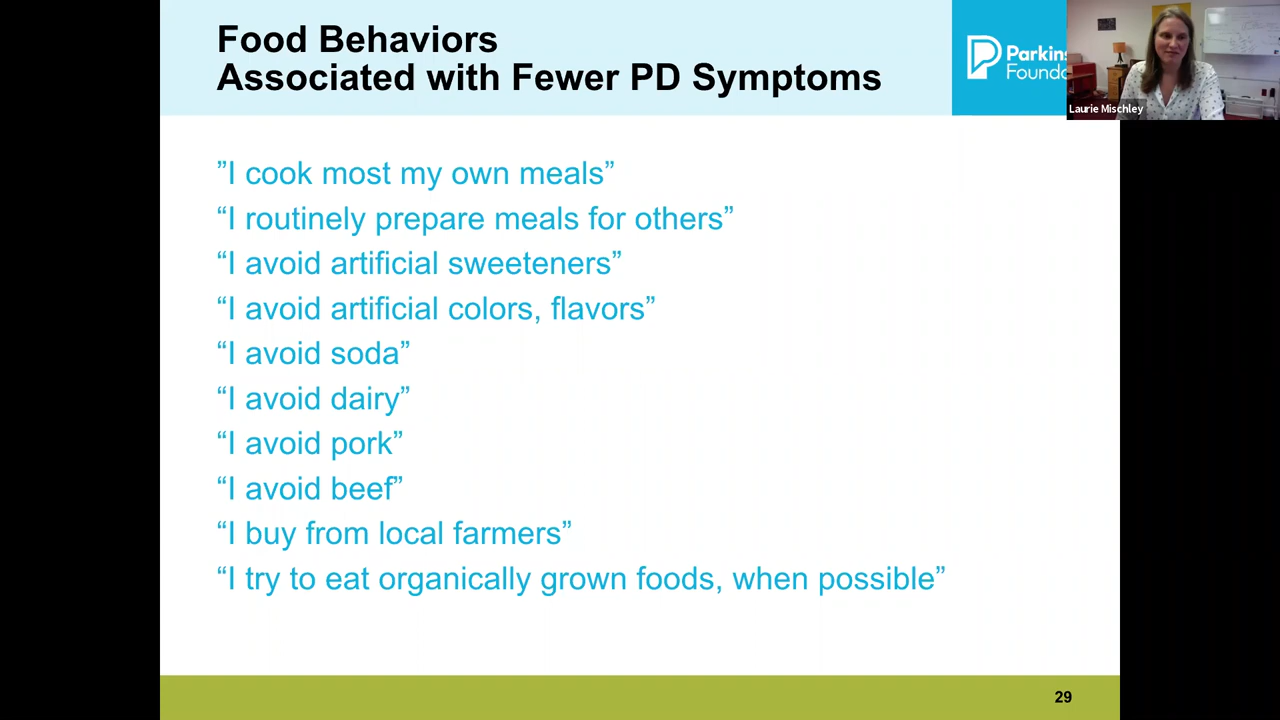 Food Behaviors
Associated with Fewer PD Symptoms
Laurie Mischley
”I cook most my own meals”
“I routinely prepare meals for others”
“I avoid artificial sweeteners”
“I avoid artificial colors, flavors”
“I avoid soda”
“I avoid dairy”
“I avoid pork”
“I avoid beef”
“I buy from local farmers”
“I try to eat organically grown foods, when possible”
29